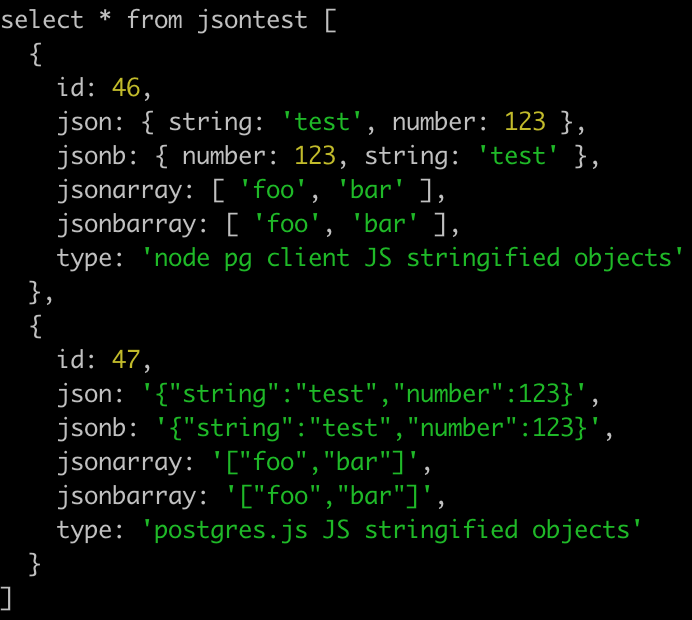 select * from jsontest [
  {
    id: 46,
    json: { string: 'test', number: 123 },
    jsonb: { number: 123, string: 'test' },
    jsonarray: [ 'foo', 'bar' ],
    jsonbarray: [ 'foo', 'bar' ],
    type: 'node pg client JS stringified objects'
  },
  {
    id: 47,
    json: '{"string":"test","number":123}',
    jsonb: '{"string":"test","number":123}',
    jsonarray: '["foo","bar"]',
    jsonbarray: '["foo","bar"]',
    type: 'postgres.js JS stringified objects'
  }
]